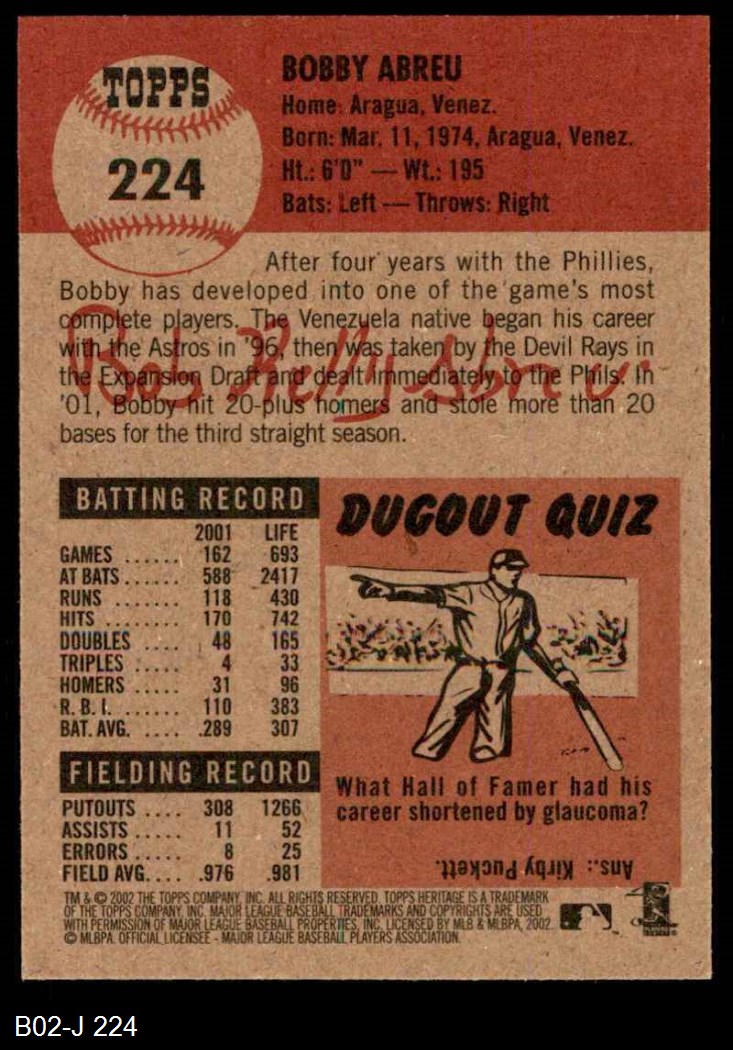 TOPPS
224
BOBBY ABREU
Home: Aragua, Venez.
Born: Mar. 11, 1974, Aragua, Venez.
Ht.: 6'0" — Wt.: 195
Bats: Left — Throws: Right
After four years with the Phillies,
Bobby has developed into one of the game's most
complete players. The Venezuela native began his career
with the Astros in '96, then was taken by the Devil Rays in
the Expansion Draft and dealt immediately to the Phils. In
'01, Bobby hit 20-plus homers and stole more than 20
bases for the third straight season.
Bob Kelly Abreu
BATTING RECORD
2001 LIFE
GAMES ...... 162 693
AT BATS...... 588 2417
RUNS ....... 118 430
HITS ........ 170 742
DOUBLES .... 48 165
TRIPLES ..... 4 33
HOMERS ..... 31 96
R. B. I. ...... 110 383
BAT. AVG. .... .289 307
FIELDING RECORD
PUTOUTS .... 308 1266
ASSISTS ..... 11 52
ERRORS ..... 8 25
FIELD AVG.... .976 .981
DUGOUT QUIZ
What Hall of Famer had his
career shortened by glaucoma?
Ans.: Kirby Puckett.
TM & © 2002 THE TOPPS COMPANY, INC. ALL RIGHTS RESERVED. TOPPS HERITAGE IS A TRADEMARK
OF THE TOPPS COMPANY, INC. MAJOR LEAGUE BASEBALL TRADEMARKS AND COPYRIGHTS ARE USED
WITH PERMISSION OF MAJOR LEAGUE BASEBALL PROPERTIES, INC. LICENSED BY MLB & MLBPA, 2002.
© MLBPA. OFFICIAL LICENSEE - MAJOR LEAGUE BASEBALL PLAYERS ASSOCIATION.
B02-J 224